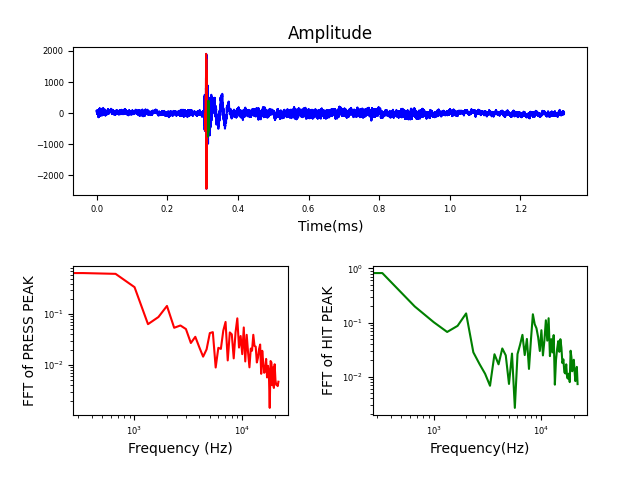 Amplitude
2000
1000
0
−1000
−2000
0.0 0.2 0.4 0.6 0.8 1.0 1.2
Time(ms)
FFT of PRESS PEAK
10⁻¹
10⁻²
10³ 10⁴
Frequency (Hz)
FFT of HIT PEAK
10⁰
10⁻¹
10⁻²
10³ 10⁴
Frequency(Hz)